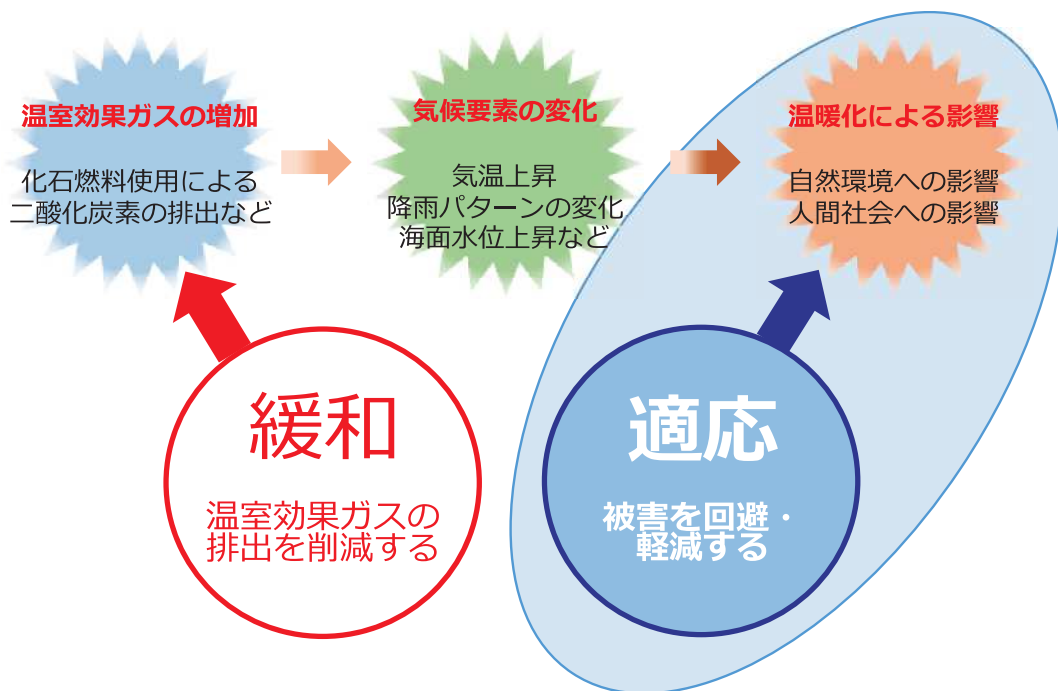 温室効果ガスの増加
化石燃料使用による
二酸化炭素の排出など
気候要素の変化
気温上昇
降雨パターンの変化
海面水位上昇など
温暖化による影響
自然環境への影響
人間社会への影響
緩和
温室効果ガスの
排出を削減する
適応
被害を回避・
軽減する